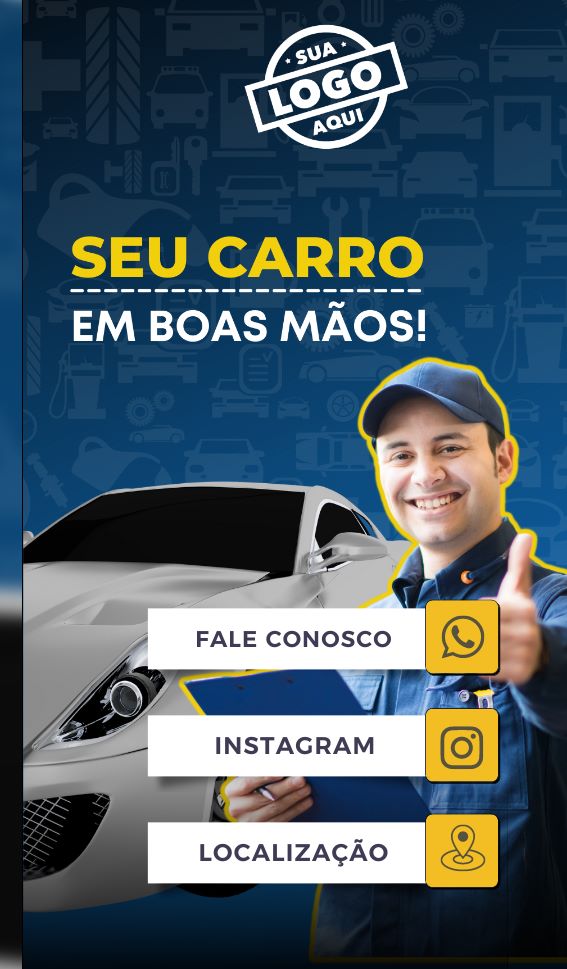 SUA
LOGO
AQUI
SEU CARRO
EM BOAS MÃOS!
FALE CONOSCO
INSTAGRAM
LOCALIZAÇÃO